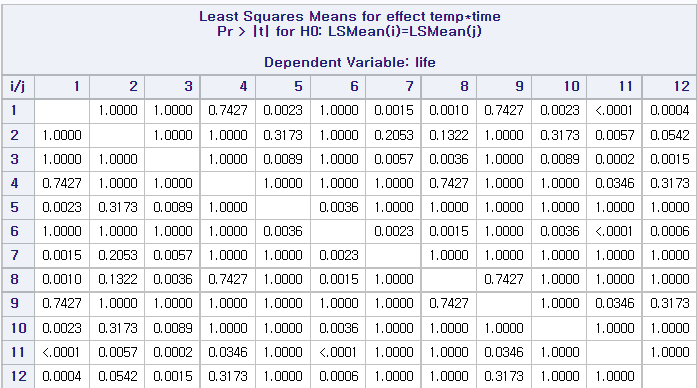 Least Squares Means for effect temp*time
Pr > |t| for H0: LSMean(i)=LSMean(j)
Dependent Variable: life
i/j 1 2 3 4 5 6 7 8 9 10 11 12
1 1.0000 1.0000 0.7427 0.0023 1.0000 0.0015 0.0010 0.7427 0.0023 <.0001 0.0004
2 1.0000 1.0000 1.0000 0.3173 1.0000 0.2053 0.1322 1.0000 0.3173 0.0057 0.0542
3 1.0000 1.0000 1.0000 0.0089 1.0000 0.0057 0.0036 1.0000 0.0089 0.0002 0.0015
4 0.7427 1.0000 1.0000 1.0000 1.0000 1.0000 0.7427 1.0000 1.0000 0.0346 0.3173
5 0.0023 0.3173 0.0089 1.0000 0.0036 1.0000 1.0000 1.0000 1.0000 1.0000 1.0000
6 1.0000 1.0000 1.0000 1.0000 0.0036 0.0023 0.0015 1.0000 0.0036 <.0001 0.0006
7 0.0015 0.2053 0.0057 1.0000 1.0000 0.0023 1.0000 1.0000 1.0000 1.0000 1.0000
8 0.0010 0.1322 0.0036 0.7427 1.0000 0.0015 1.0000 0.7427 1.0000 1.0000 1.0000
9 0.7427 1.0000 1.0000 1.0000 1.0000 1.0000 1.0000 0.7427 1.0000 0.0346 0.3173
10 0.0023 0.3173 0.0089 1.0000 1.0000 0.0036 1.0000 1.0000 1.0000 1.0000 1.0000
11 <.0001 0.0057 0.0002 0.0346 1.0000 <.0001 1.0000 1.0000 0.0346 1.0000 1.0000
12 0.0004 0.0542 0.0015 0.3173 1.0000 0.0006 1.0000 1.0000 0.3173 1.0000 1.0000